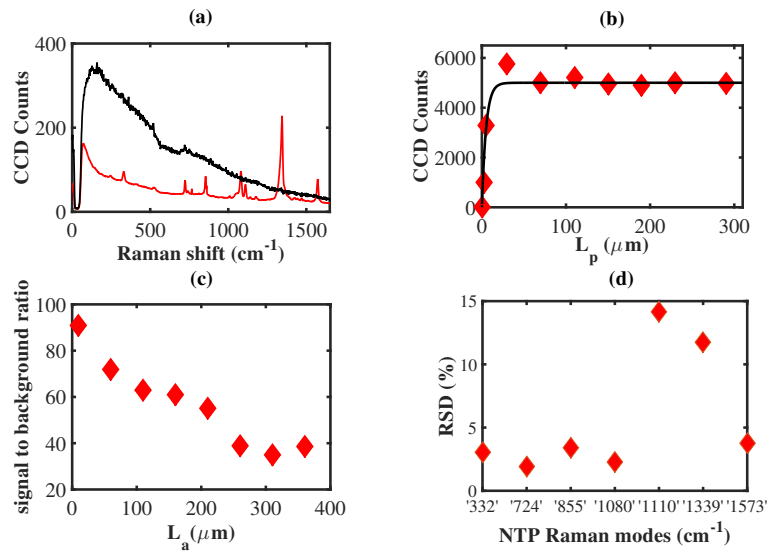 (a)
400
200
0
CCD Counts
0 500 1000 1500
Raman shift (cm-1)
(b)
6000
4000
2000
0
CCD Counts
0 100 200 300
Lp (μm)
(c)
100
80
60
40
20
signal to background ratio
0 100 200 300 400
La(μm)
(d)
15
10
5
0
RSD (%)
'332' '724' '855' '1080' '1110' '1339' '1573'
NTP Raman modes (cm-1)